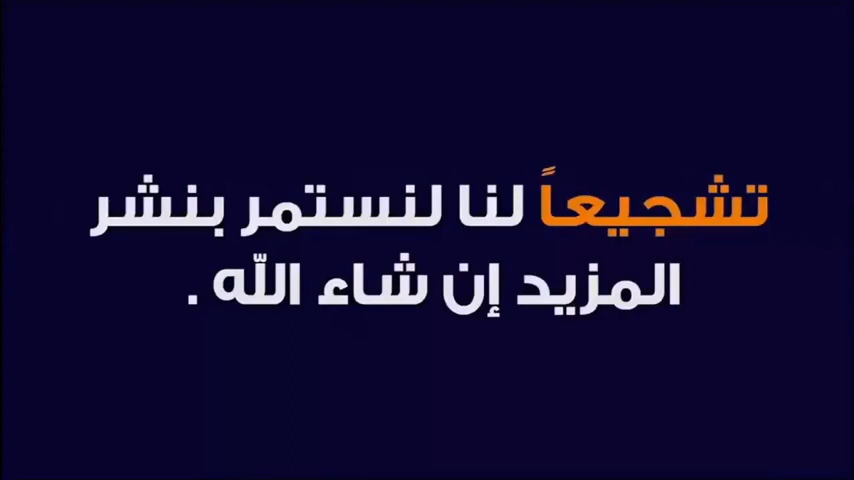 تشجيعاً لنا لنستمر بنشر
المزيد إن شاء الله .